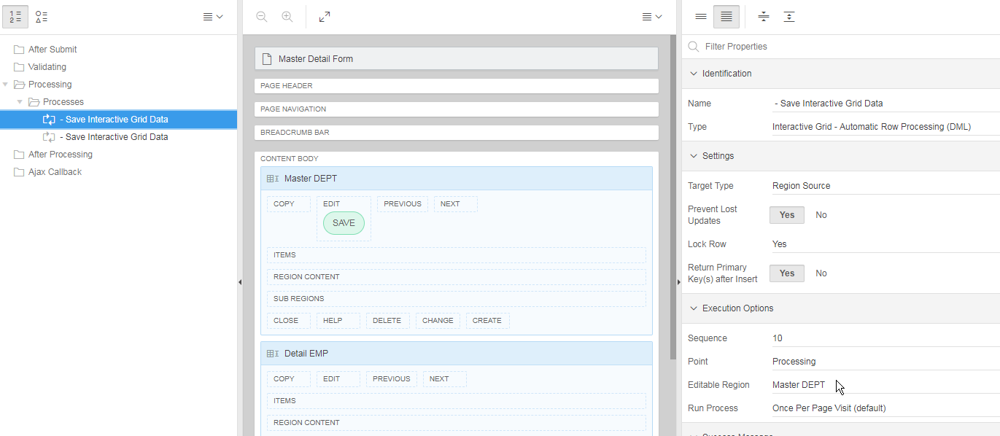 After Submit
Validating
Processing
Processes
- Save Interactive Grid Data
- Save Interactive Grid Data
After Processing
Ajax Callback
Master Detail Form
PAGE HEADER
PAGE NAVIGATION
BREADCRUMB BAR
CONTENT BODY
Master DEPT
COPY EDIT PREVIOUS NEXT
SAVE
ITEMS
REGION CONTENT
SUB REGIONS
CLOSE HELP DELETE CHANGE CREATE
Detail EMP
COPY EDIT PREVIOUS NEXT
ITEMS
REGION CONTENT
Filter Properties
Identification
Name - Save Interactive Grid Data
Type Interactive Grid - Automatic Row Processing (DML)
Settings
Target Type Region Source
Prevent Lost
Updates Yes No
Lock Row Yes
Return Primary
Key(s) after Insert Yes No
Execution Options
Sequence 10
Point Processing
Editable Region Master DEPT
Run Process Once Per Page Visit (default)
Success Message